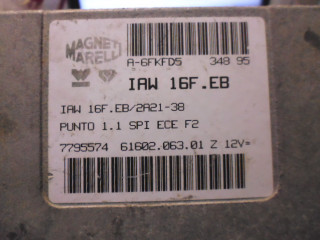 MAGNETI
MARELLI
A-6FKFD5 348 95
IAW 16F.EB
IAW 16F.EB/2A21-38
PUNTO 1.1 SPI ECE F2
7795574 61602.063.01 Z 12V=